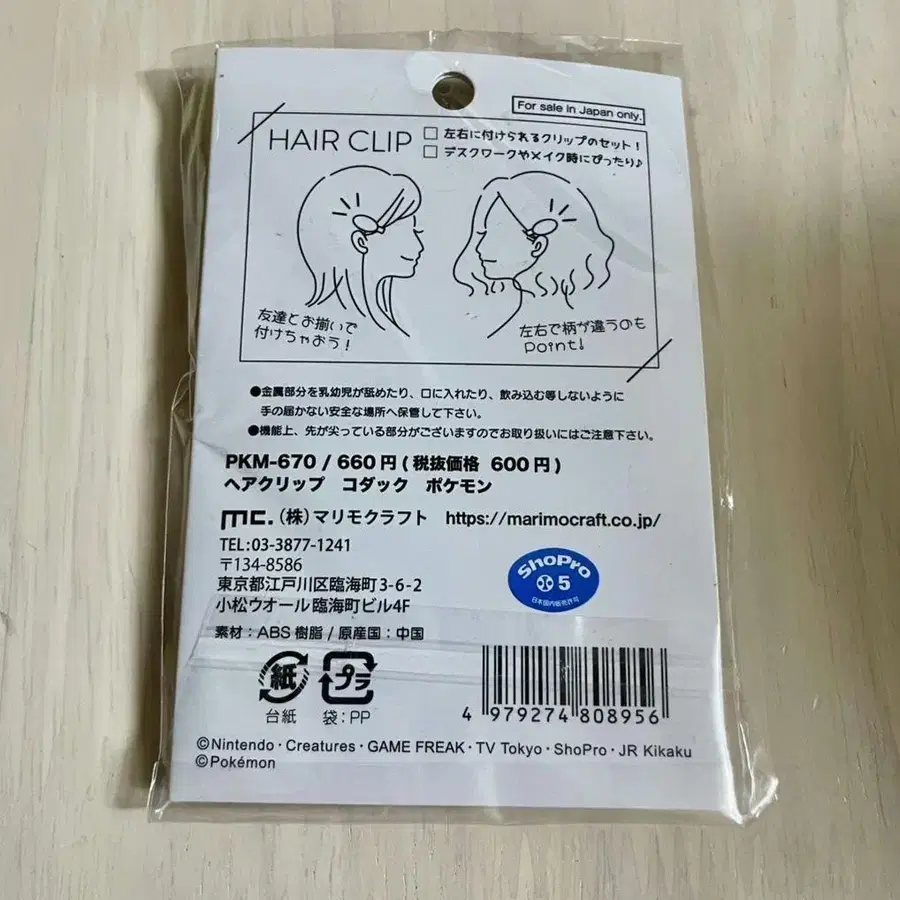 For sale in Japan only.
HAIR CLIP
□ 左右に付けられるクリップのセット!
□ デスクワークやメイク時にぴったり♪
友達とお揃いで
付けちゃおう!
左右で柄が違うのも
Point!
●金属部分を乳幼児が舐めたり、口に入れたり、飲み込む等しないように
手の届かない安全な場所へ保管して下さい。
●機能上、先が尖っている部分がございますのでお取り扱いにはご注意下さい。
PKM-670 / 660円(税抜価格 600円)
ヘアクリップ コダック ポケモン
mc. (株)マリモクラフト https://marimocraft.co.jp/
TEL:03-3877-1241
〒134-8586
東京都江戸川区臨海町3-6-2
小松ウオール臨海町ビル4F
ShoPro
5
日本国内販売許可
素材:ABS樹脂/原産国:中国
紙
プラ
台紙 袋:PP
4 979274 808956
©Nintendo・Creatures・GAME FREAK・TV Tokyo・ShoPro・JR Kikaku
©Pokémon